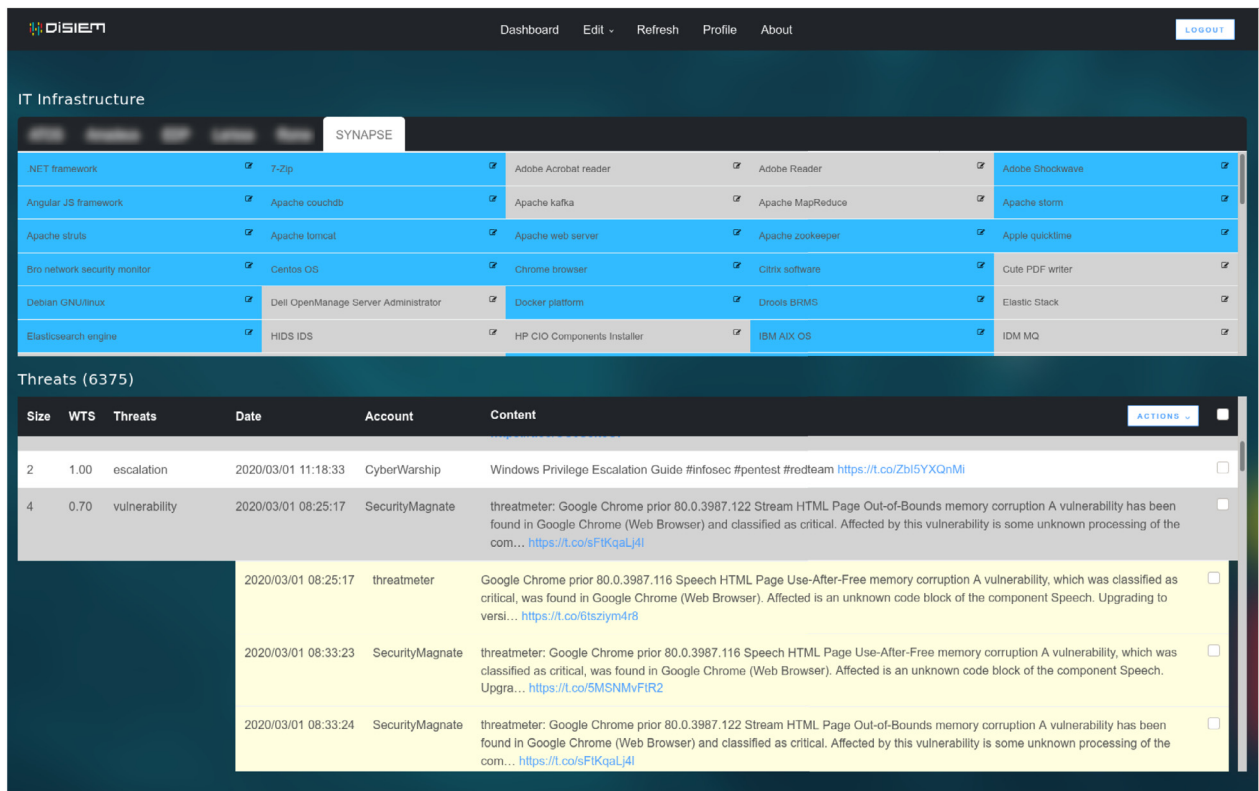 DiSIEM
Dashboard Edit Refresh Profile About
LOGOUT
IT Infrastructure
SYNAPSE
.NET framework 7-Zip Adobe Acrobat reader Adobe Reader Adobe Shockwave
Angular JS framework Apache couchdb Apache kafka Apache MapReduce Apache storm
Apache struts Apache tomcat Apache web server Apache zookeeper Apple quicktime
Bro network security monitor Centos OS Chrome browser Citrix software Cute PDF writer
Debian GNU/linux Dell OpenManage Server Administrator Docker platform Drools BRMS Elastic Stack
Elasticsearch engine HIDS IDS HP CIO Components Installer IBM AIX OS IDM MQ
Threats (6375)
Size WTS Threats Date Account Content ACTIONS
2 1.00 escalation 2020/03/01 11:18:33 CyberWarship Windows Privilege Escalation Guide #infosec #pentest #redteam https://t.co/ZbI5YXQnMi
4 0.70 vulnerability 2020/03/01 08:25:17 SecurityMagnate threatmeter: Google Chrome prior 80.0.3987.122 Stream HTML Page Out-of-Bounds memory corruption A vulnerability has been
found in Google Chrome (Web Browser) and classified as critical. Affected by this vulnerability is some unknown processing of the
com… https://t.co/sFtKqaLj4I
2020/03/01 08:25:17 threatmeter Google Chrome prior 80.0.3987.116 Speech HTML Page Use-After-Free memory corruption A vulnerability, which was classified as
critical, was found in Google Chrome (Web Browser). Affected is an unknown code block of the component Speech. Upgrading to
versi… https://t.co/6tsziym4r8
2020/03/01 08:33:23 SecurityMagnate threatmeter: Google Chrome prior 80.0.3987.116 Speech HTML Page Use-After-Free memory corruption A vulnerability, which was
classified as critical, was found in Google Chrome (Web Browser). Affected is an unknown code block of the component Speech.
Upgra… https://t.co/5MSNMvFtR2
2020/03/01 08:33:24 SecurityMagnate threatmeter: Google Chrome prior 80.0.3987.122 Stream HTML Page Out-of-Bounds memory corruption A vulnerability has been
found in Google Chrome (Web Browser) and classified as critical. Affected by this vulnerability is some unknown processing of the
com… https://t.co/sFtKqaLj4I